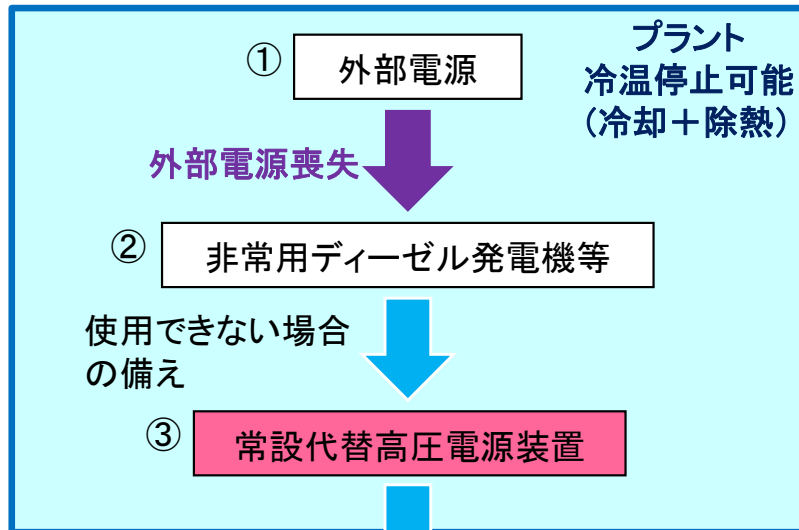 ① 外部電源
プラント
冷温停止可能
（冷却＋除熱）
外部電源喪失
② 非常用ディーゼル発電機等
使用できない場合
の備え
③ 常設代替高圧電源装置